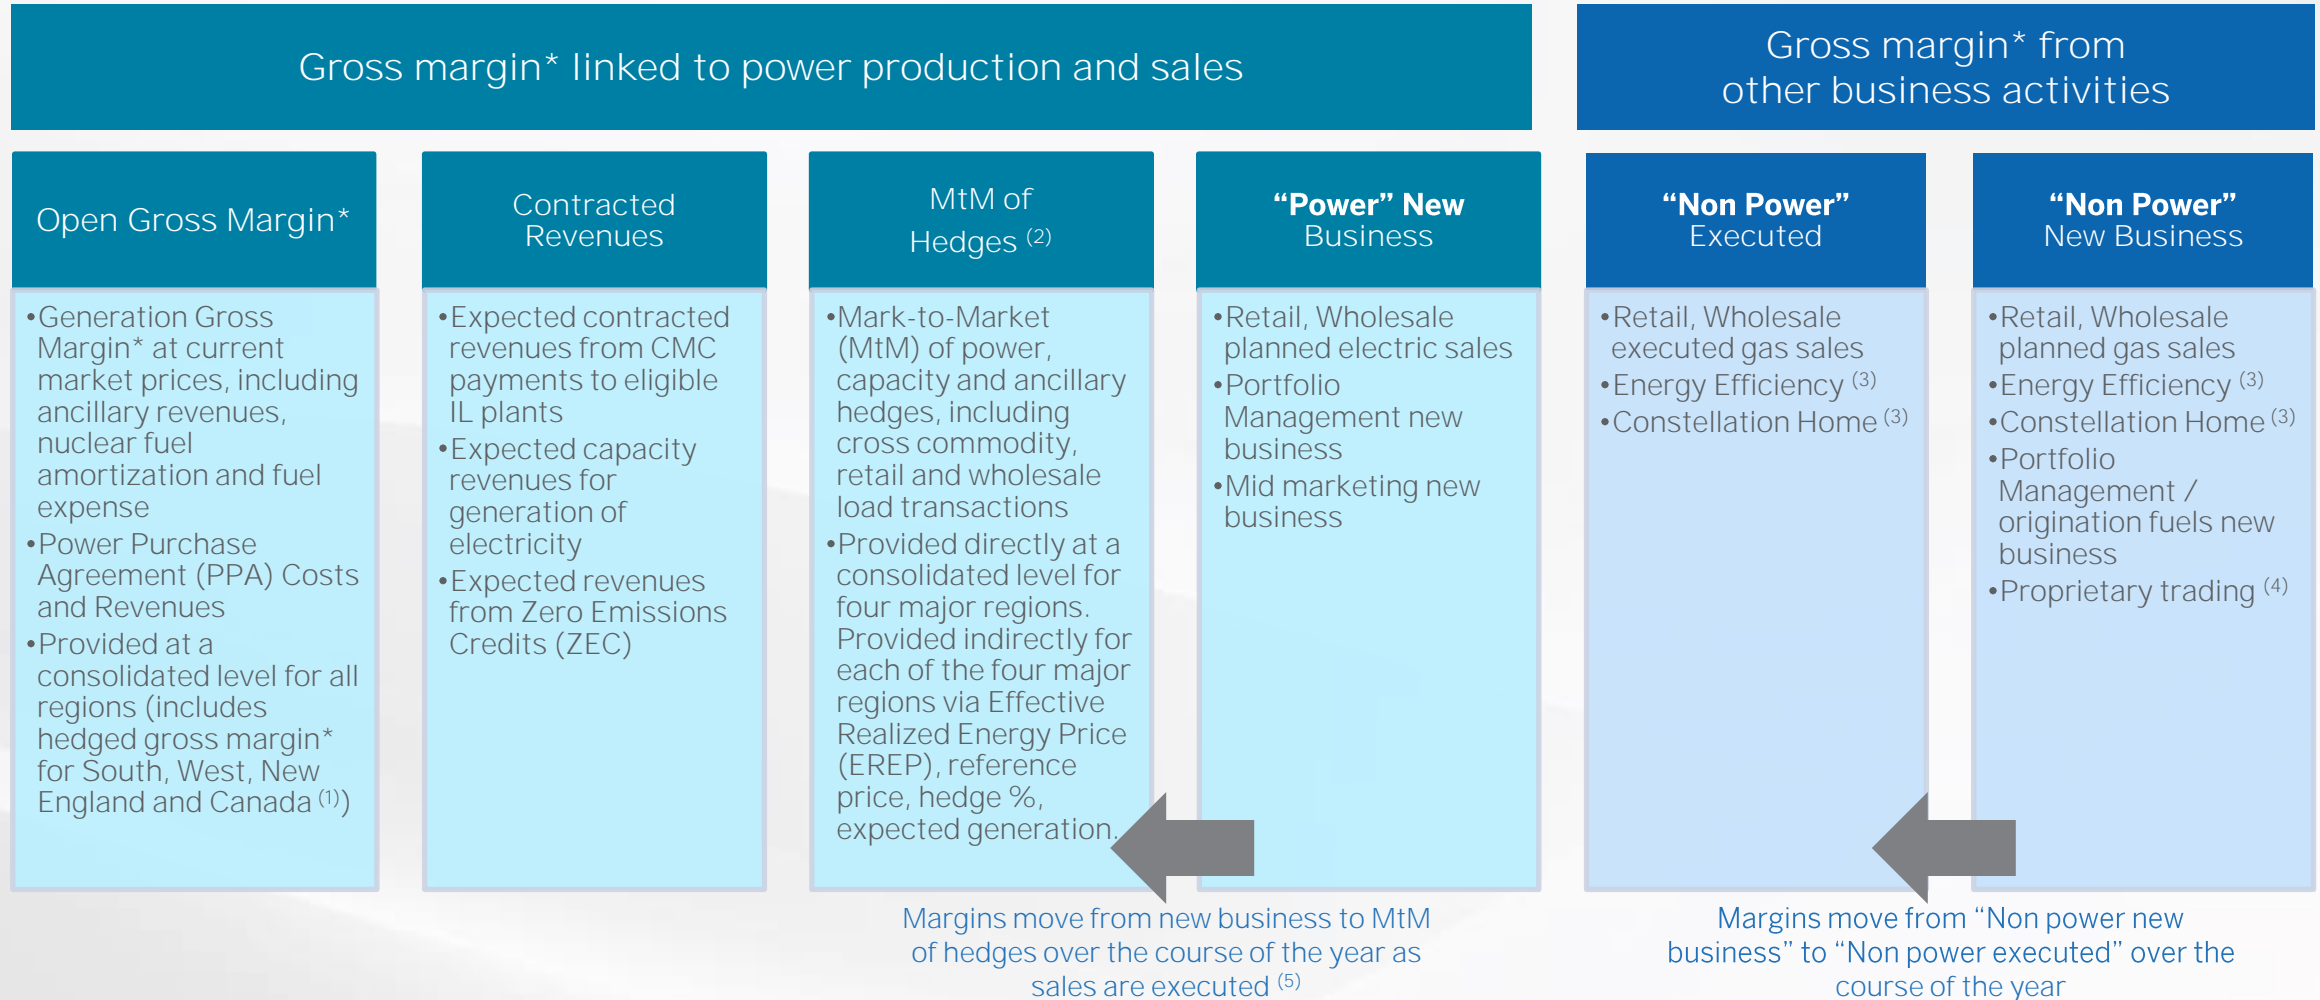 Gross margin* linked to power production and sales
Gross margin* from
other business activities
Open Gross Margin*
•Generation Gross
Margin* at current
market prices, including
ancillary revenues,
nuclear fuel
amortization and fuel
expense
•Power Purchase
Agreement (PPA) Costs
and Revenues
•Provided at a
consolidated level for all
regions (includes
hedged gross margin*
for South, West, New
England and Canada (1))
Contracted
Revenues
•Expected contracted
revenues from CMC
payments to eligible
IL plants
•Expected capacity
revenues for
generation of
electricity
•Expected revenues
from Zero Emissions
Credits (ZEC)
MtM of
Hedges (2)
•Mark-to-Market
(MtM) of power,
capacity and ancillary
hedges, including
cross commodity,
retail and wholesale
load transactions
•Provided directly at a
consolidated level for
four major regions.
Provided indirectly for
each of the four major
regions via Effective
Realized Energy Price
(EREP), reference
price, hedge %,
expected generation.
“Power” New
Business
•Retail, Wholesale
planned electric sales
•Portfolio
Management new
business
•Mid marketing new
business
“Non Power”
Executed
•Retail, Wholesale
executed gas sales
•Energy Efficiency (3)
•Constellation Home (3)
“Non Power”
New Business
•Retail, Wholesale
planned gas sales
•Energy Efficiency (3)
•Constellation Home (3)
•Portfolio
Management /
origination fuels new
business
•Proprietary trading (4)
Margins move from new business to MtM
of hedges over the course of the year as
sales are executed (5)
Margins move from “Non power new
business” to “Non power executed” over the
course of the year